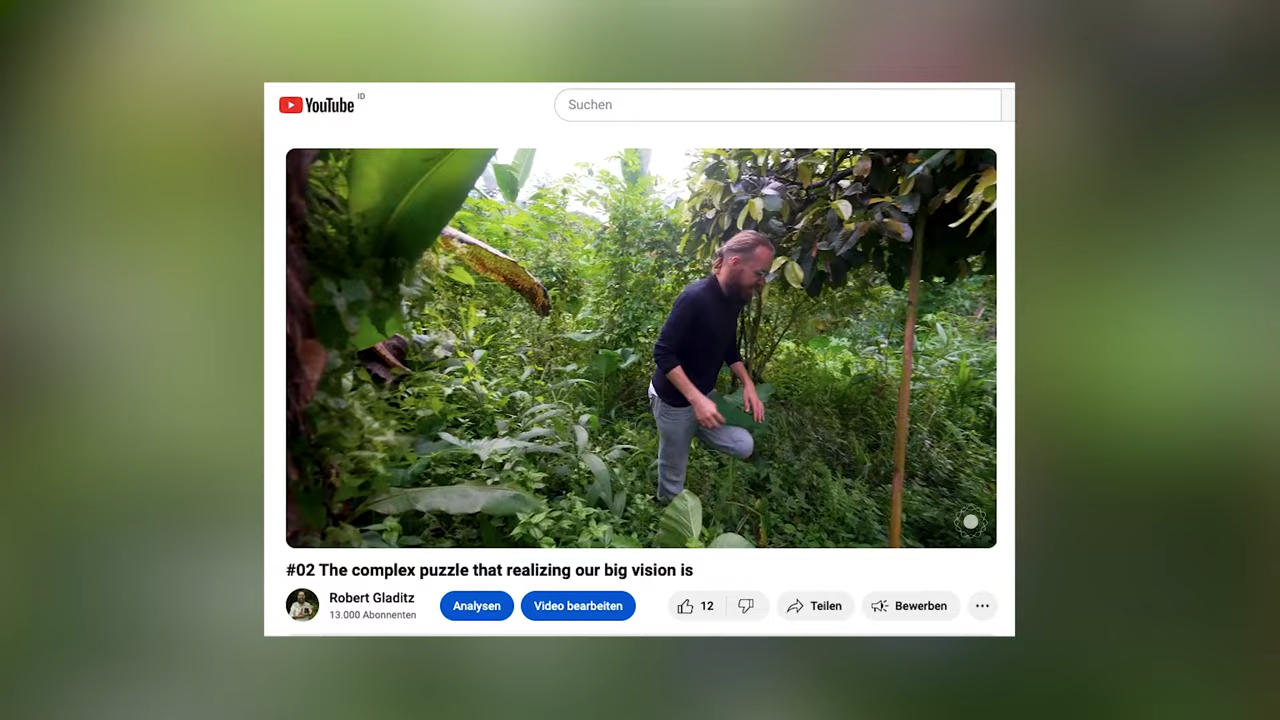 YouTube ID
Suchen
#02 The complex puzzle that realizing our big vision is
Robert Gladitz
13.000 Abonnenten
Analysen
Video bearbeiten
12
Teilen
Bewerben